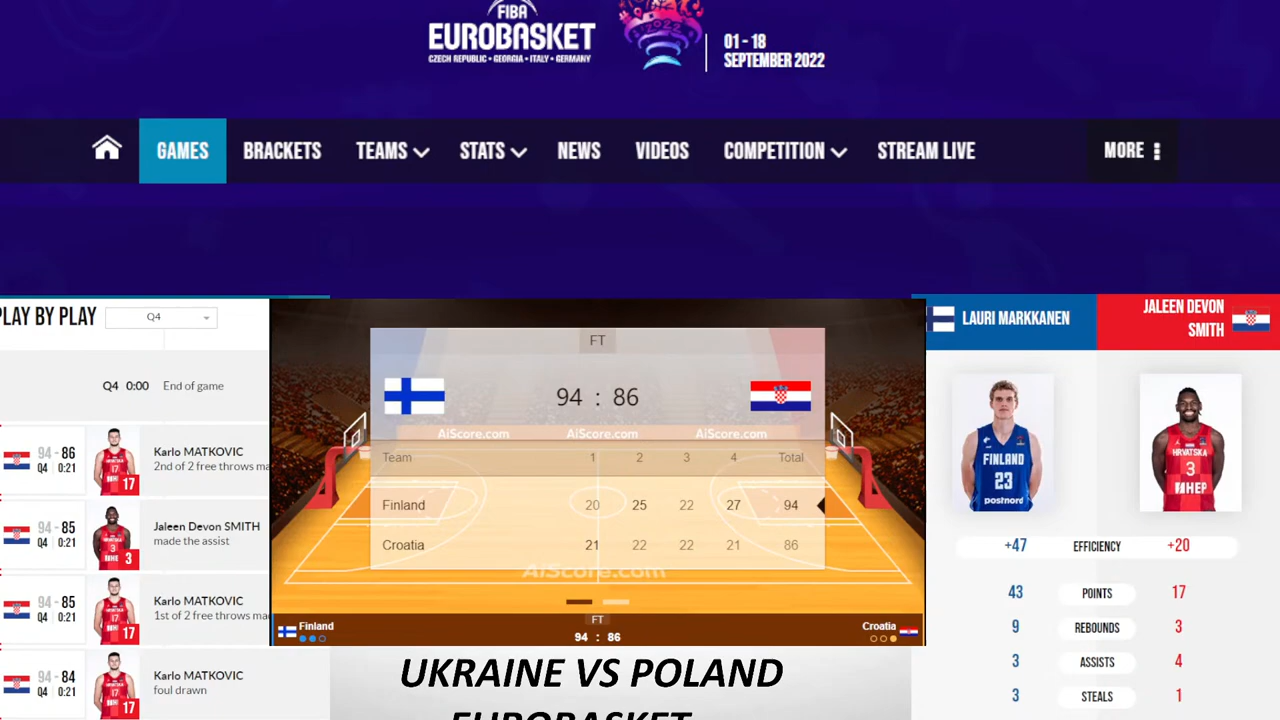 FIBA
EUROBASKET
CZECH REPUBLIC • GEORGIA • ITALY • GERMANY
2022
01 - 18
SEPTEMBER 2022
GAMES
BRACKETS
TEAMS
STATS
NEWS
VIDEOS
COMPETITION
STREAM LIVE
MORE
PLAY BY PLAY
Q4
Q4 0:00 End of game
94 - 86
Q4 0:21
Karlo MATKOVIC
2nd of 2 free throws ma
17
94 - 85
Q4 0:21
Jaleen Devon SMITH
made the assist
3
94 - 85
Q4 0:21
Karlo MATKOVIC
1st of 2 free throws ma
17
94 - 84
Q4 0:21
Karlo MATKOVIC
foul drawn
17
FT
94 : 86
AiScore.com AiScore.com AiScore.com
Team 1 2 3 4 Total
Finland 20 25 22 27 94
Croatia 21 22 22 21 86
AiScore.com
Finland
FT
94 : 86
Croatia
LAURI MARKKANEN
JALEEN DEVON
SMITH
FINLAND
23
postnord
HRVATSKA
3
HEP
+47 EFFICIENCY +20
43 POINTS 17
9 REBOUNDS 3
3 ASSISTS 4
3 STEALS 1
UKRAINE VS POLAND
EUROBASKET